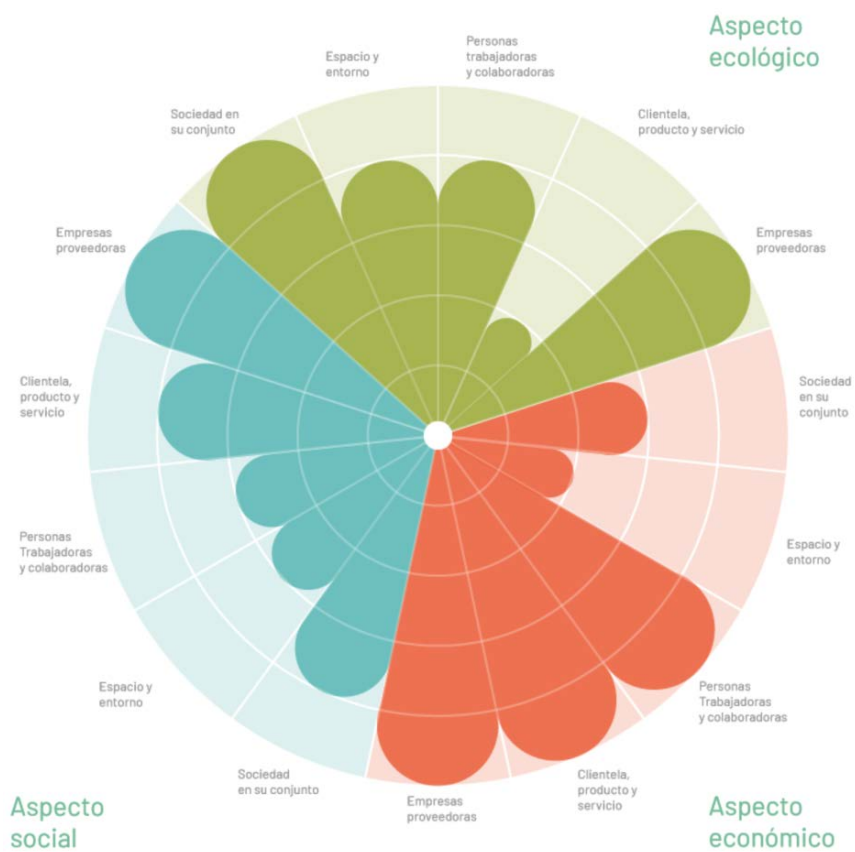 Aspecto
ecológico
Personas
trabajadoras
y colaboradoras
Espacio y
entorno
Sociedad en
su conjunto
Clientela,
producto y servicio
Empresas
proveedoras
Empresas
proveedoras
Sociedad
en su
conjunto
Clientela,
producto y
servicio
Personas
Trabajadoras
y colaboradoras
Espacio y
entorno
Espacio y
entorno
Personas
Trabajadoras
y colaboradoras
Sociedad
en su conjunto
Clientela,
producto y
servicio
Empresas
proveedoras
Aspecto
social
Aspecto
económico